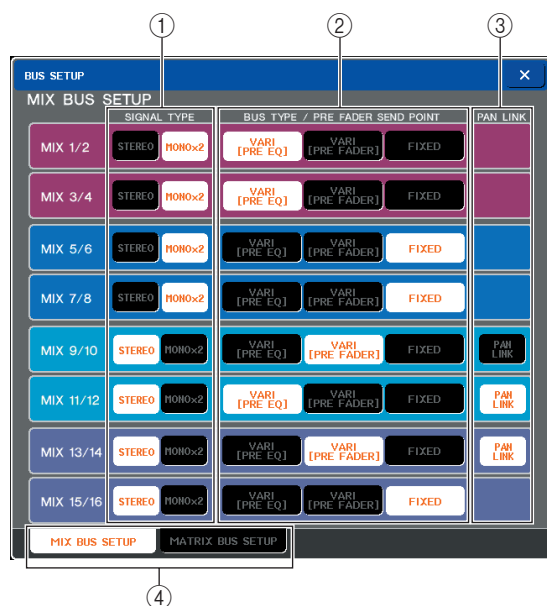 ① ② ③
BUS SETUP ×
MIX BUS SETUP
SIGNAL TYPE BUS TYPE / PRE FADER SEND POINT PAN LINK
MIX 1/2 STEREO MONO×2 VARI [PRE EQ] VARI [PRE FADER] FIXED
MIX 3/4 STEREO MONO×2 VARI [PRE EQ] VARI [PRE FADER] FIXED
MIX 5/6 STEREO MONO×2 VARI [PRE EQ] VARI [PRE FADER] FIXED
MIX 7/8 STEREO MONO×2 VARI [PRE EQ] VARI [PRE FADER] FIXED
MIX 9/10 STEREO MONO×2 VARI [PRE EQ] VARI [PRE FADER] FIXED PAN LINK
MIX 11/12 STEREO MONO×2 VARI [PRE EQ] VARI [PRE FADER] FIXED PAN LINK
MIX 13/14 STEREO MONO×2 VARI [PRE EQ] VARI [PRE FADER] FIXED PAN LINK
MIX 15/16 STEREO MONO×2 VARI [PRE EQ] VARI [PRE FADER] FIXED
MIX BUS SETUP MATRIX BUS SETUP
④